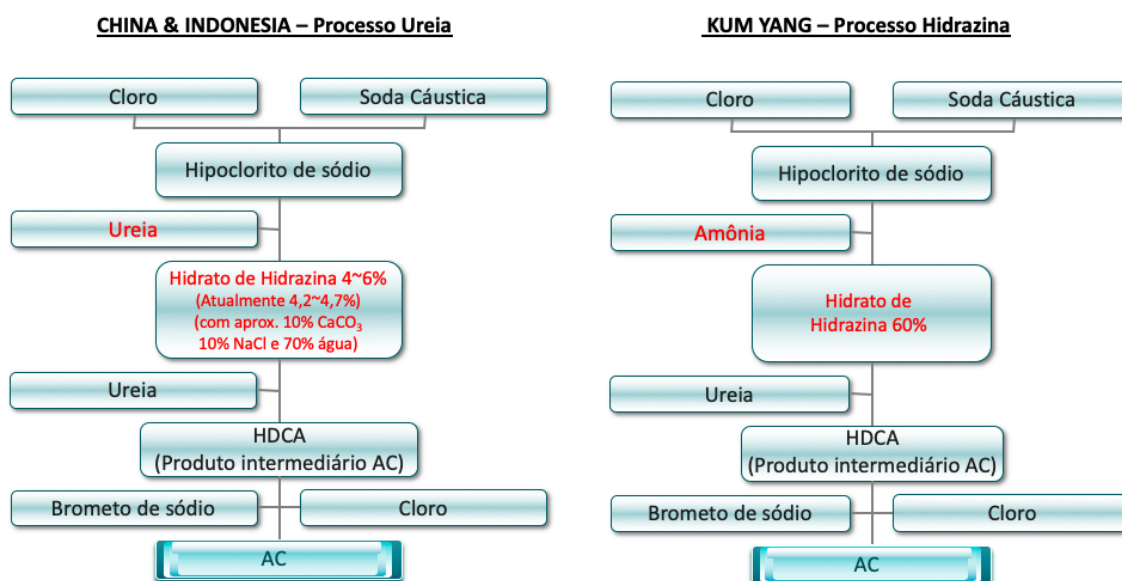 CHINA & INDONESIA – Processo Ureia
Cloro
Soda Cáustica
Hipoclorito de sódio
Ureia
Hidrato de Hidrazina 4~6%
(Atualmente 4,2~4,7%)
(com aprox. 10% CaCO₃
10% NaCl e 70% água)
Ureia
HDCA
(Produto intermediário AC)
Brometo de sódio
Cloro
AC
KUM YANG – Processo Hidrazina
Cloro
Soda Cáustica
Hipoclorito de sódio
Amônia
Hidrato de
Hidrazina 60%
Ureia
HDCA
(Produto intermediário AC)
Brometo de sódio
Cloro
AC